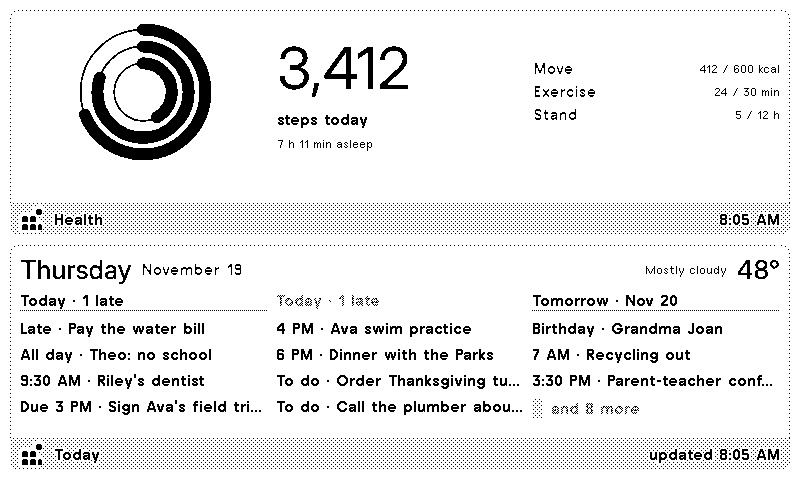 3,412
steps today
7 h 11 min asleep
Move 412 / 600 kcal
Exercise 24 / 30 min
Stand 5 / 12 h
Health 8:05 AM
Thursday November 19 Mostly cloudy 48°
Today · 1 late
Late · Pay the water bill
All day · Theo: no school
9:30 AM · Riley's dentist
Due 3 PM · Sign Ava's field tri...
Today · 1 late
4 PM · Ava swim practice
6 PM · Dinner with the Parks
To do · Order Thanksgiving tu...
To do · Call the plumber abou...
Tomorrow · Nov 20
Birthday · Grandma Joan
7 AM · Recycling out
3:30 PM · Parent-teacher conf...
and 8 more
Today updated 8:05 AM